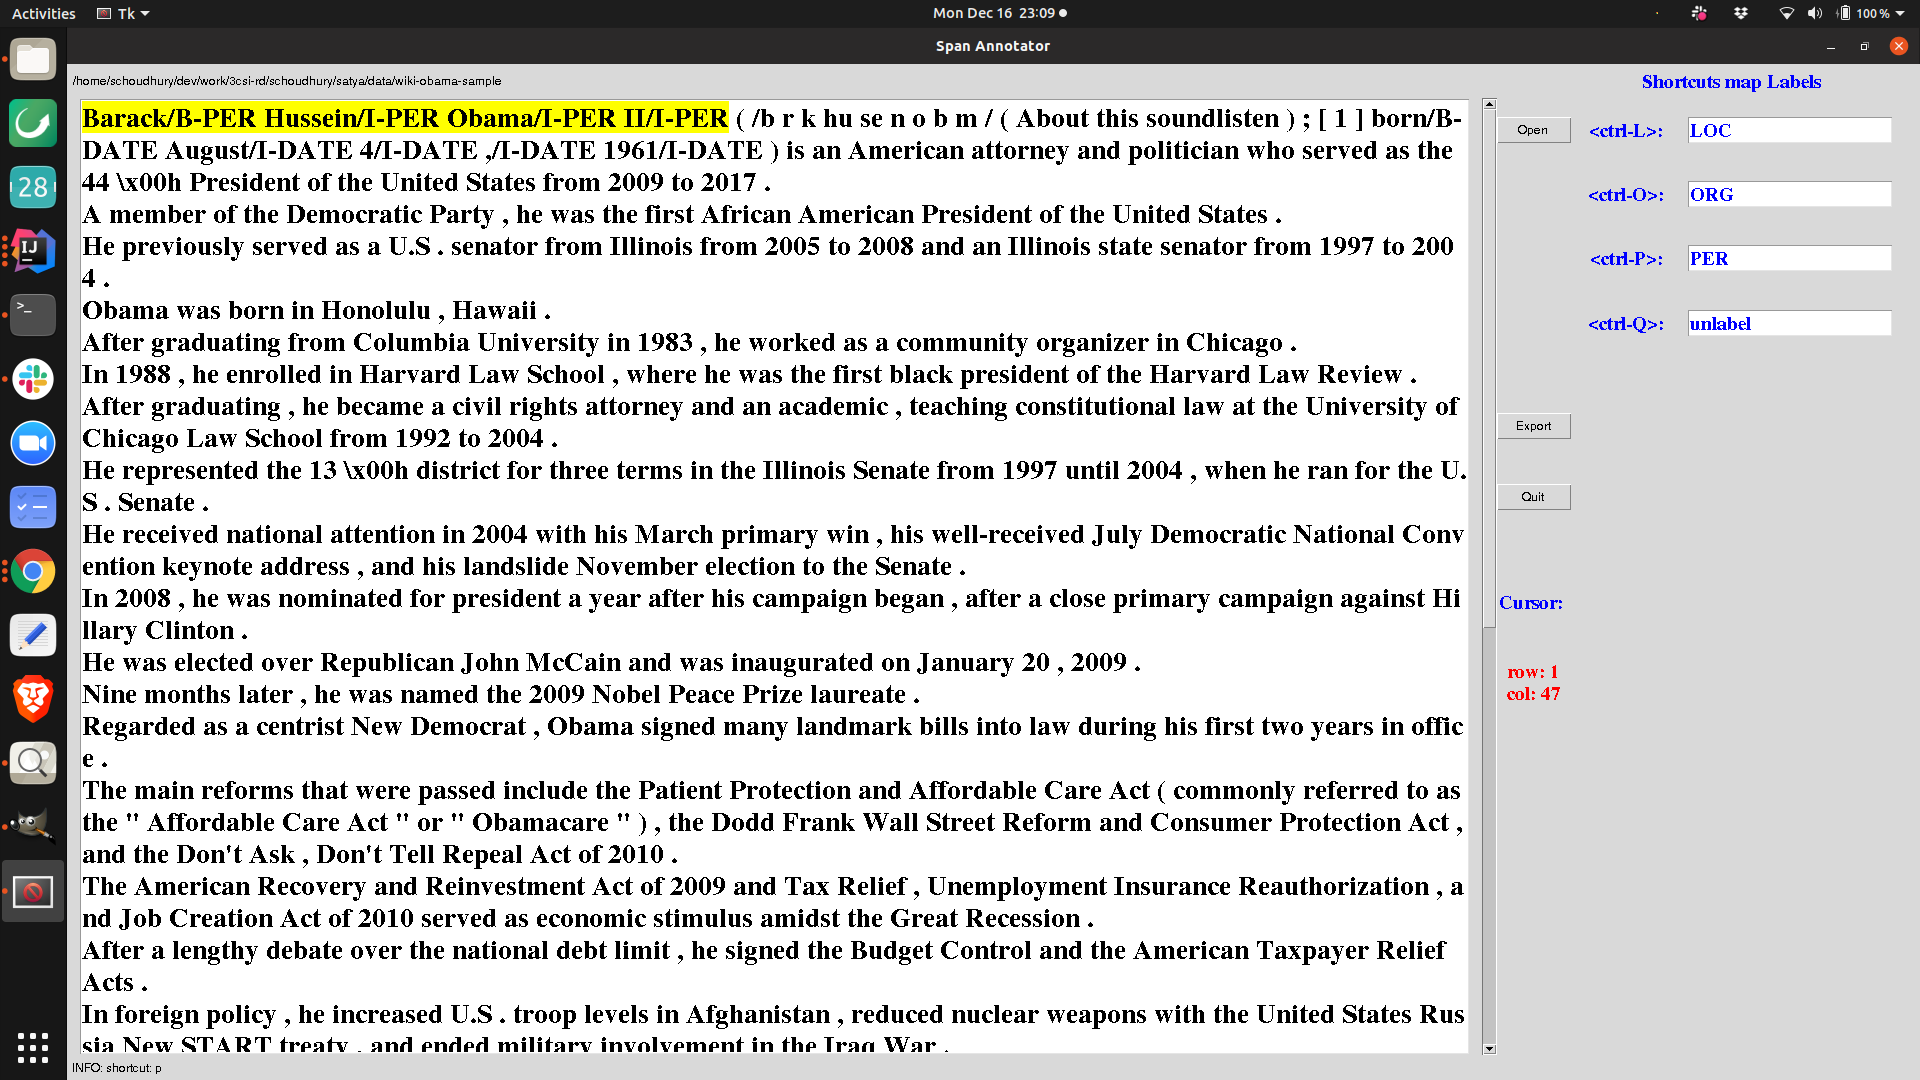 Activities
Tk
Mon Dec 16 23:09
100 %
Span Annotator
/home/schoudhury/dev/work/3csi-rd/schoudhury/satya/data/wiki-obama-sample
Shortcuts map Labels
Barack/B-PER Hussein/I-PER Obama/I-PER II/I-PER ( /b r k hu se n o b m / ( About this soundlisten ) ; [ 1 ] born/B-
DATE August/I-DATE 4/I-DATE ,/I-DATE 1961/I-DATE ) is an American attorney and politician who served as the
44 \x00h President of the United States from 2009 to 2017 .
A member of the Democratic Party , he was the first African American President of the United States .
He previously served as a U.S . senator from Illinois from 2005 to 2008 and an Illinois state senator from 1997 to 200
4 .
Obama was born in Honolulu , Hawaii .
After graduating from Columbia University in 1983 , he worked as a community organizer in Chicago .
In 1988 , he enrolled in Harvard Law School , where he was the first black president of the Harvard Law Review .
After graduating , he became a civil rights attorney and an academic , teaching constitutional law at the University of
Chicago Law School from 1992 to 2004 .
He represented the 13 \x00h district for three terms in the Illinois Senate from 1997 until 2004 , when he ran for the U.
S . Senate .
He received national attention in 2004 with his March primary win , his well-received July Democratic National Conv
ention keynote address , and his landslide November election to the Senate .
In 2008 , he was nominated for president a year after his campaign began , after a close primary campaign against Hi
llary Clinton .
He was elected over Republican John McCain and was inaugurated on January 20 , 2009 .
Nine months later , he was named the 2009 Nobel Peace Prize laureate .
Regarded as a centrist New Democrat , Obama signed many landmark bills into law during his first two years in offic
e .
The main reforms that were passed include the Patient Protection and Affordable Care Act ( commonly referred to as
the " Affordable Care Act " or " Obamacare " ) , the Dodd Frank Wall Street Reform and Consumer Protection Act ,
and the Don't Ask , Don't Tell Repeal Act of 2010 .
The American Recovery and Reinvestment Act of 2009 and Tax Relief , Unemployment Insurance Reauthorization , a
nd Job Creation Act of 2010 served as economic stimulus amidst the Great Recession .
After a lengthy debate over the national debt limit , he signed the Budget Control and the American Taxpayer Relief
Acts .
In foreign policy , he increased U.S . troop levels in Afghanistan , reduced nuclear weapons with the United States Rus
sia New START treaty , and ended military involvement in the Iraq War .
Open
Export
Quit
Cursor:
row: 1
col: 47
<ctrl-L>: LOC
<ctrl-O>: ORG
<ctrl-P>: PER
<ctrl-Q>: unlabel
28
IJ
>_
INFO: shortcut: p